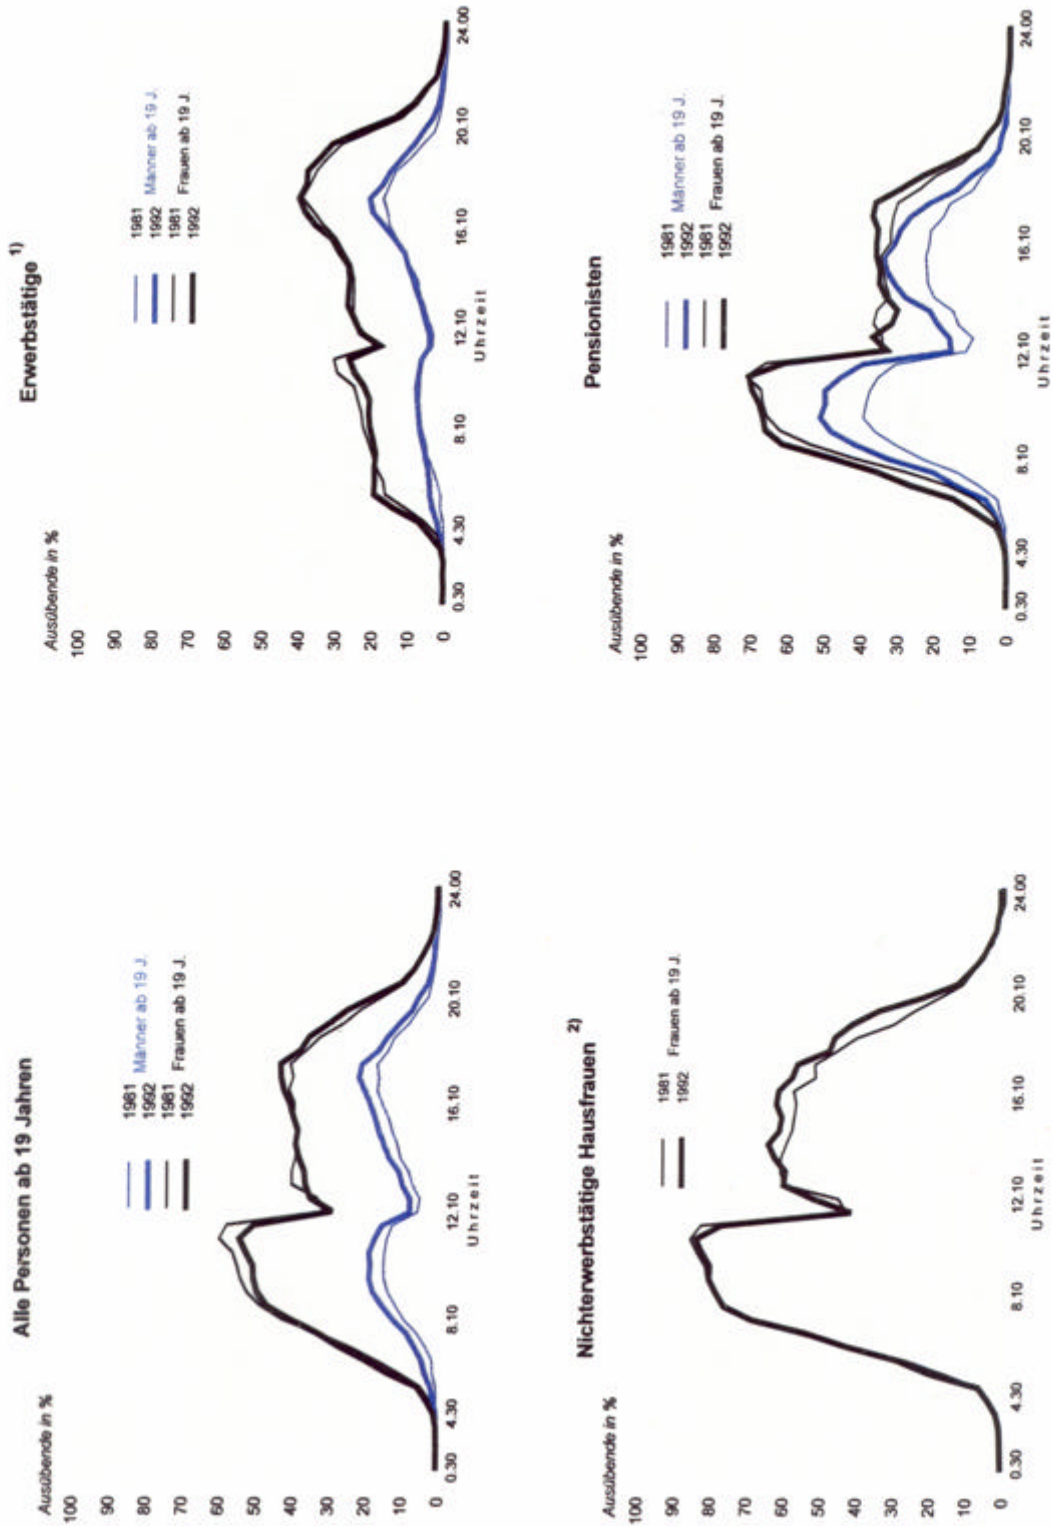 Alle Personen ab 19 Jahren
Ausübende in %
100
90
80
70
60
50
40
30
20
10
0
1981
1992 Männer ab 19 J.
1981
1992 Frauen ab 19 J.
0.30 4.30 8.10 12.10 16.10 20.10 24.00
Uhrzeit
Erwerbstätige 1)
Ausübende in %
100
90
80
70
60
50
40
30
20
10
0
1981
1992 Männer ab 19 J.
1981
1992 Frauen ab 19 J.
0.30 4.30 8.10 12.10 16.10 20.10 24.00
Uhrzeit
Nichterwerbstätige Hausfrauen 2)
Ausübende in %
100
90
80
70
60
50
40
30
20
10
0
1981
1992 Frauen ab 19 J.
0.30 4.30 8.10 12.10 16.10 20.10 24.00
Uhrzeit
Pensionisten
Ausübende in %
100
90
80
70
60
50
40
30
20
10
0
1981
1992 Männer ab 19 J.
1981
1992 Frauen ab 19 J.
0.30 4.30 8.10 12.10 16.10 20.10 24.00
Uhrzeit